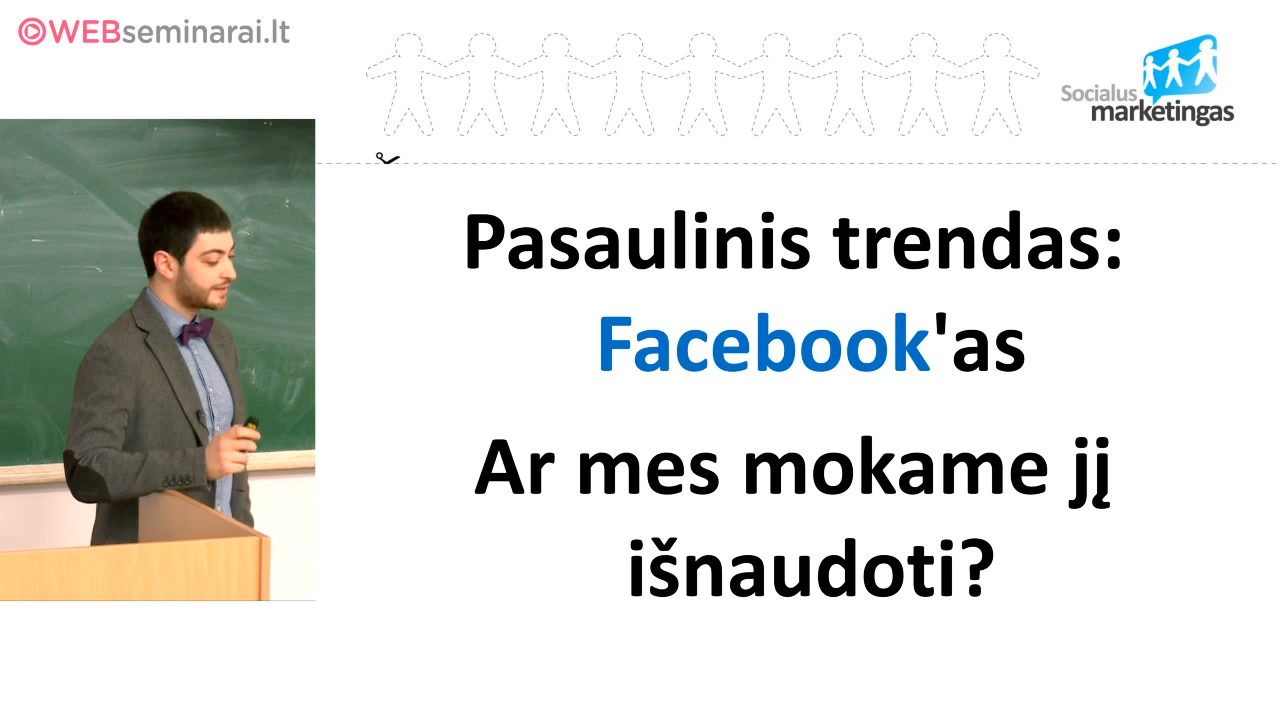 WEBseminarai.lt
Socialus
marketingas
Pasaulinis trendas:
Facebook'as
Ar mes mokame jį
išnaudoti?